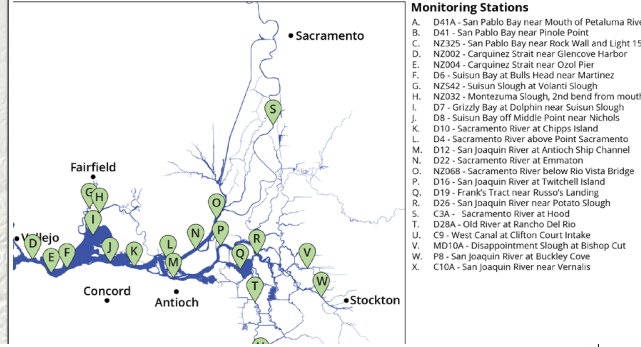 Monitoring Stations
A. D41A - San Pablo Bay near Mouth of Petaluma Rive
B. D41 - San Pablo Bay near Pinole Point
C. NZ325 - San Pablo Bay near Rock Wall and Light 15
D. NZ002 - Carquinez Strait near Glencove Harbor
E. NZ004 - Carquinez Strait near Ozol Pier
F. D6 - Suisun Bay at Bulls Head near Martinez
G. NZS42 - Suisun Slough at Volanti Slough
H. NZ032 - Montezuma Slough, 2nd bend from mouth
I. D7 - Grizzly Bay at Dolphin near Suisun Slough
J. D8 - Suisun Bay off Middle Point near Nichols
K. D10 - Sacramento River at Chipps Island
L. D4 - Sacramento River above Point Sacramento
M. D12 - San Joaquin River at Antioch Ship Channel
N. D22 - Sacramento River at Emmaton
O. NZ068 - Sacramento River below Rio Vista Bridge
P. D16 - San Joaquin River at Twitchell Island
Q. D19 - Frank's Tract near Russo's Landing
R. D26 - San Joaquin River near Potato Slough
S. C3A - Sacramento River at Hood
T. D28A - Old River at Rancho Del Rio
U. C9 - West Canal at Clifton Court Intake
V. MD10A - Disappointment Slough at Bishop Cut
W. P8 - San Joaquin River at Buckley Cove
X. C10A - San Joaquin River near Vernalis
Sacramento
S
Fairfield
G H
O
I
Vallejo
D
N P R
L
E F J K
Q V
M
T W
Concord
Antioch
Stockton